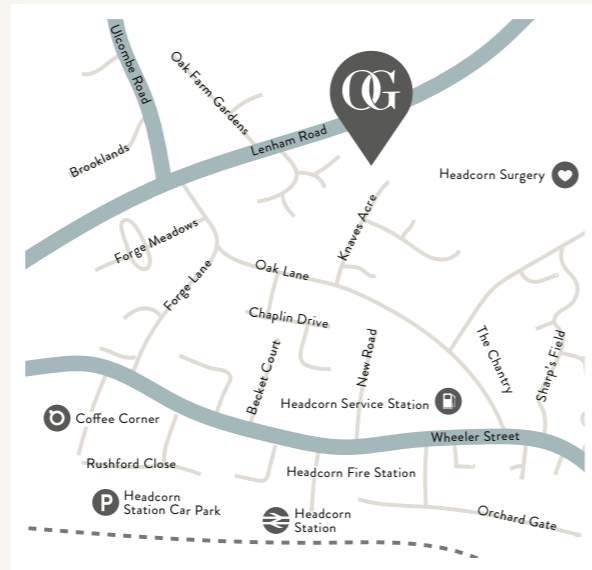 Ulcombe Road
Oak Farm Gardens
OG
Lenham Road
Brooklands
Headcorn Surgery
Knaves Acre
Forge Meadows
Oak Lane
Forge Lane
Chaplin Drive
New Road
The Chantry
Sharp's Field
Becket Court
Headcorn Service Station
Coffee Corner
Wheeler Street
Rushford Close
Headcorn Fire Station
P
Headcorn
Station Car Park
Headcorn
Station
Orchard Gate